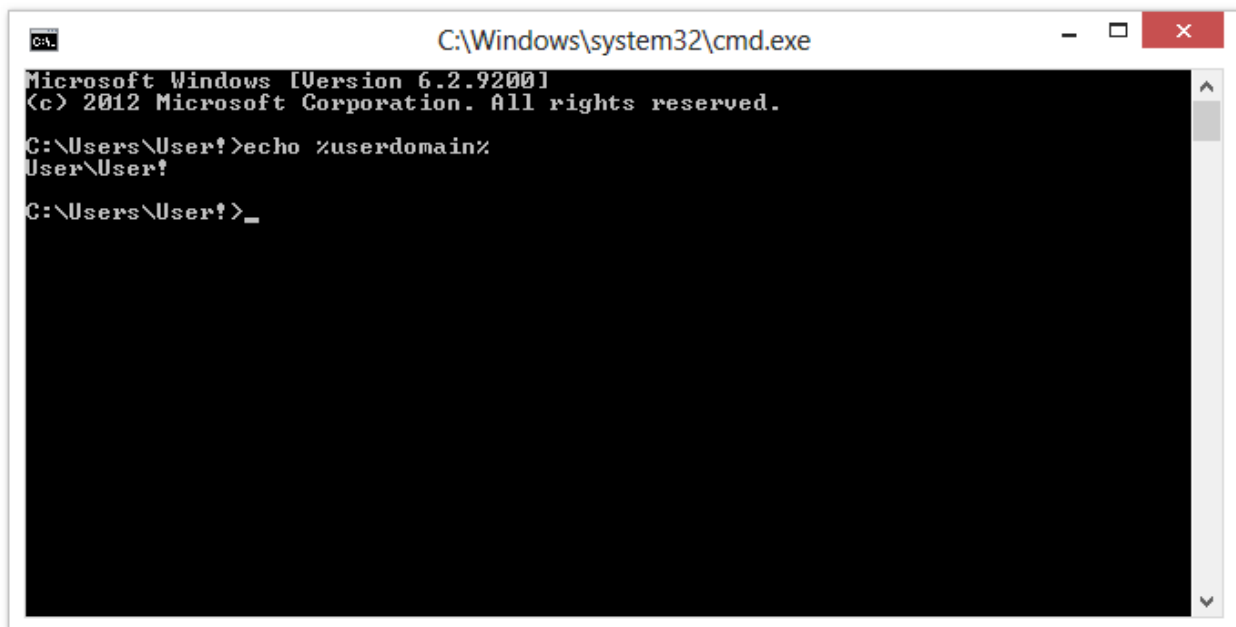 C:\Windows\system32\cmd.exe
Microsoft Windows [Version 6.2.9200]
(c) 2012 Microsoft Corporation. All rights reserved.
C:\Users\User!>echo %userdomain%
User\User!
C:\Users\User!>_